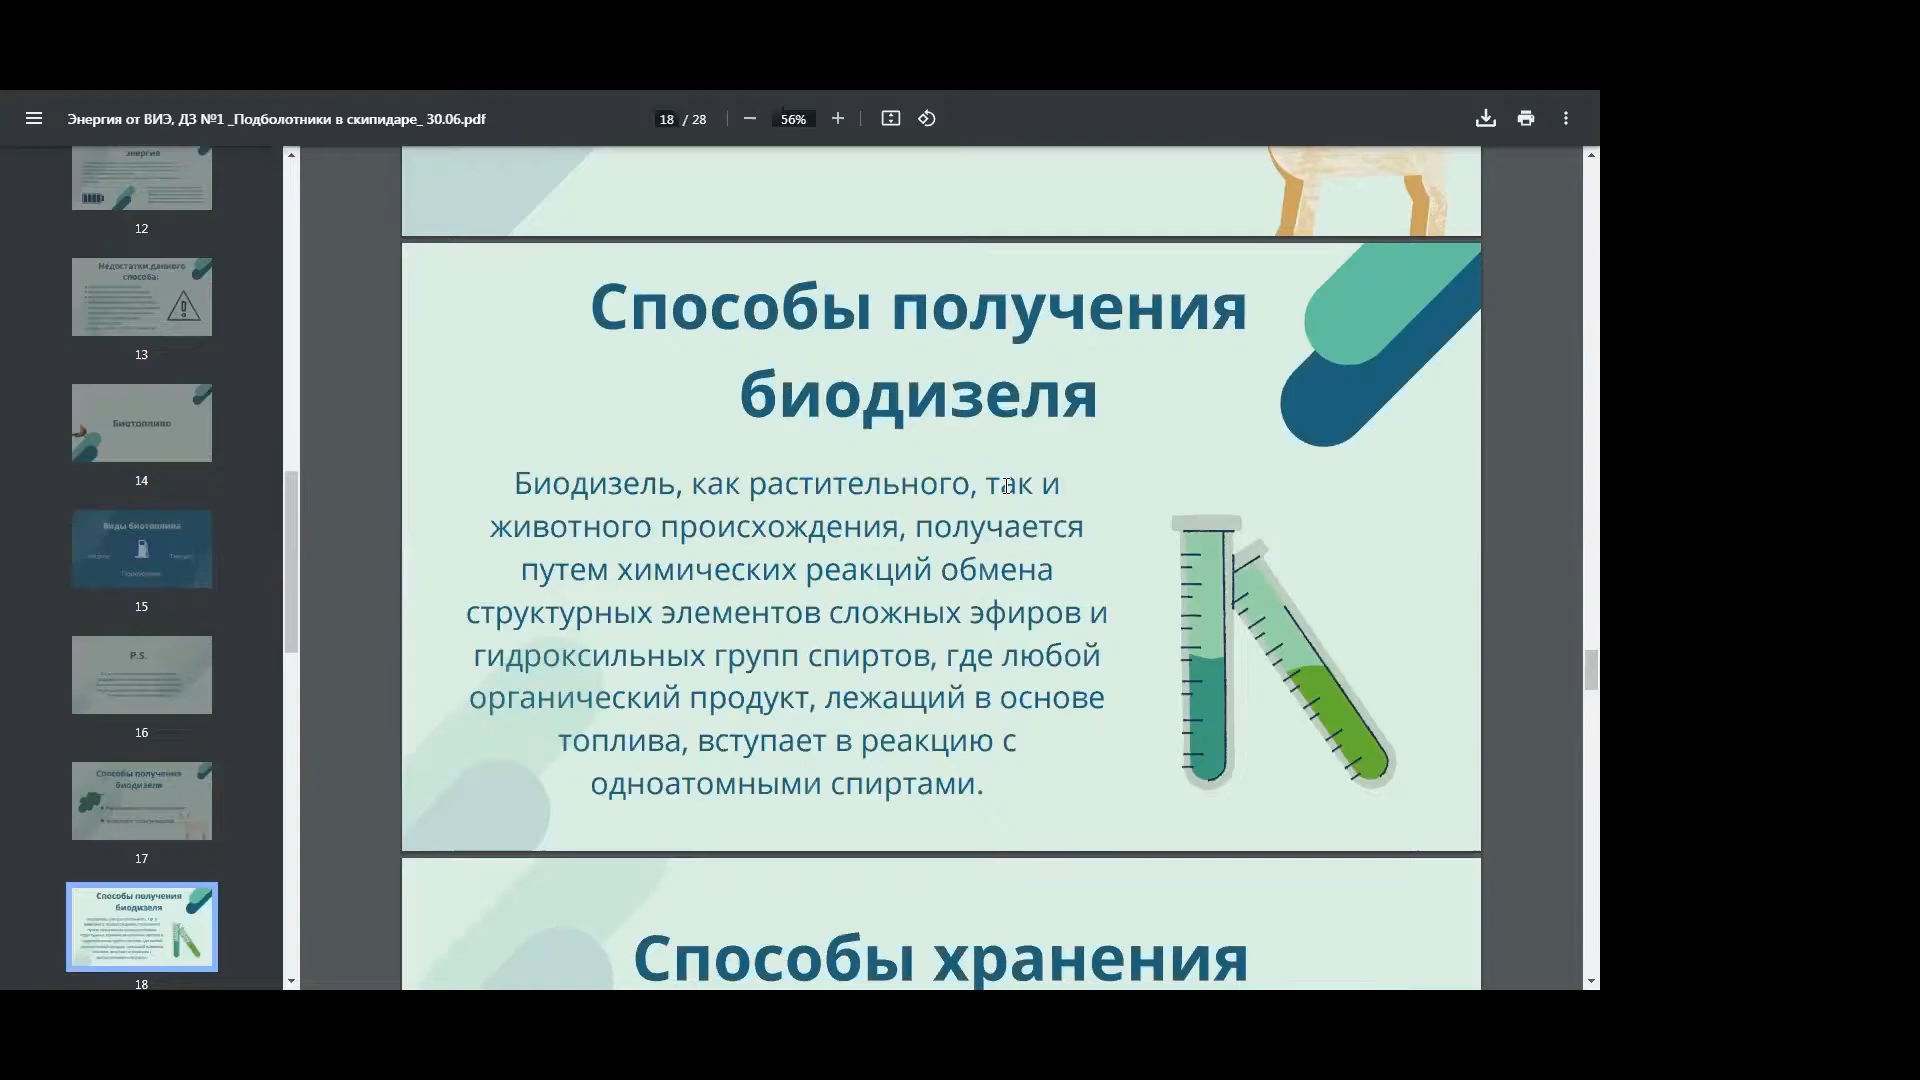 Энергия от ВИЭ, ДЗ №1 _Подболотники в скипидаре_ 30.06.pdf
18 / 28
56%
энергия
12
Недостатки данного
способа:
13
Биотопливо
14
Виды биотоплива
15
P.S.
16
Способы получения
биодизеля
17
Способы получения
биодизеля
18
Способы получения
биодизеля
Биодизель, как растительного, так и
животного происхождения, получается
путем химических реакций обмена
структурных элементов сложных эфиров и
гидроксильных групп спиртов, где любой
органический продукт, лежащий в основе
топлива, вступает в реакцию с
одноатомными спиртами.
Способы хранения